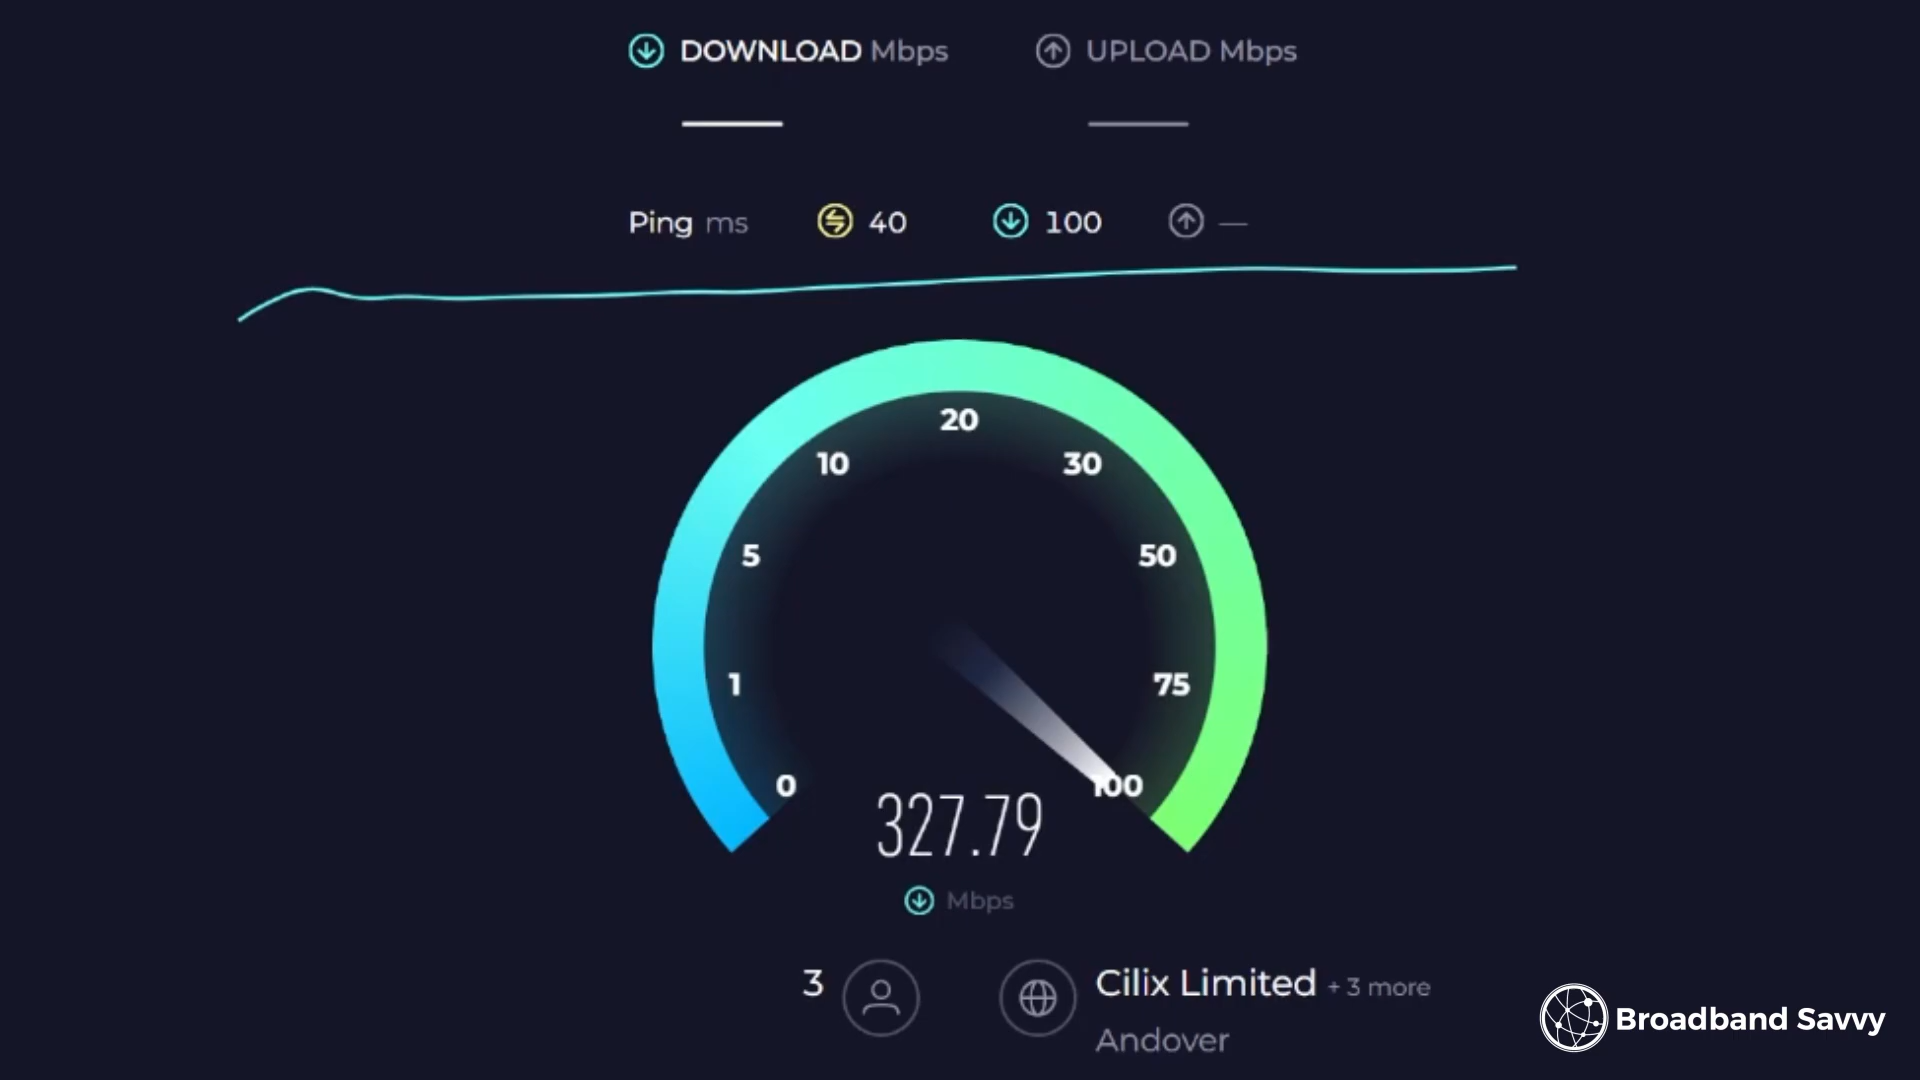 DOWNLOAD Mbps
UPLOAD Mbps
—
—
Ping ms 40 100 —
20
10
30
5
50
1
75
0
100
327.79
Mbps
3
Cilix Limited + 3 more
Andover
Broadband Savvy